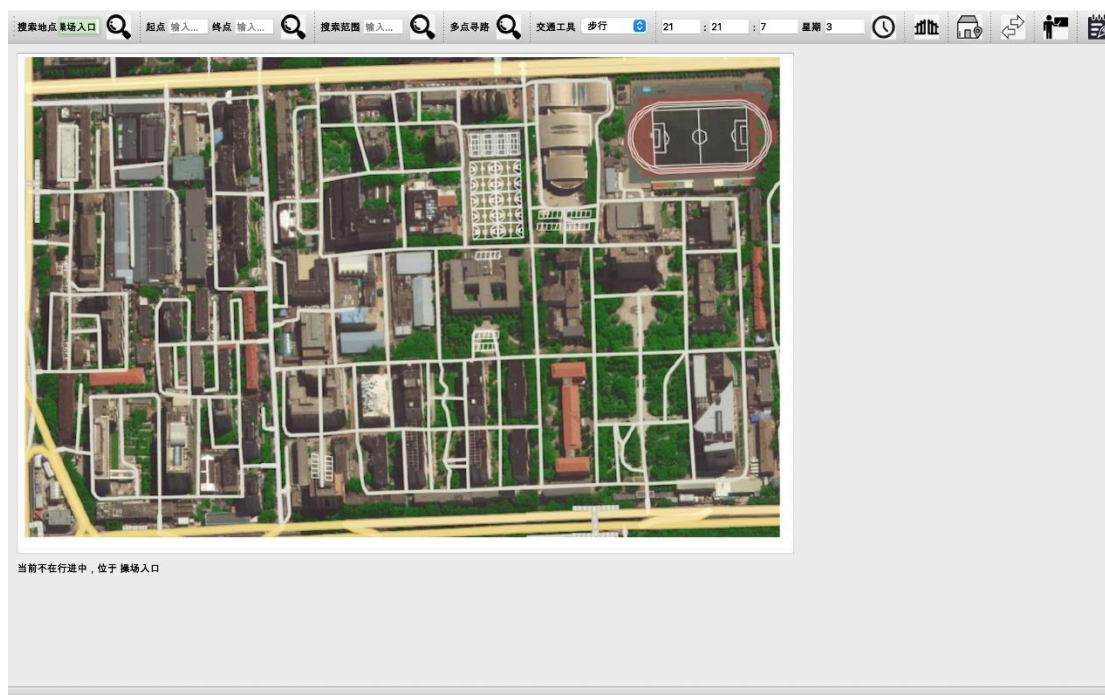 搜索地点 操场入口 起点 输入... 终点 输入... 搜索范围 输入... 多点寻路 交通工具 步行 21 : 21 : 7 星期 3
当前不在行进中，位于 操场入口